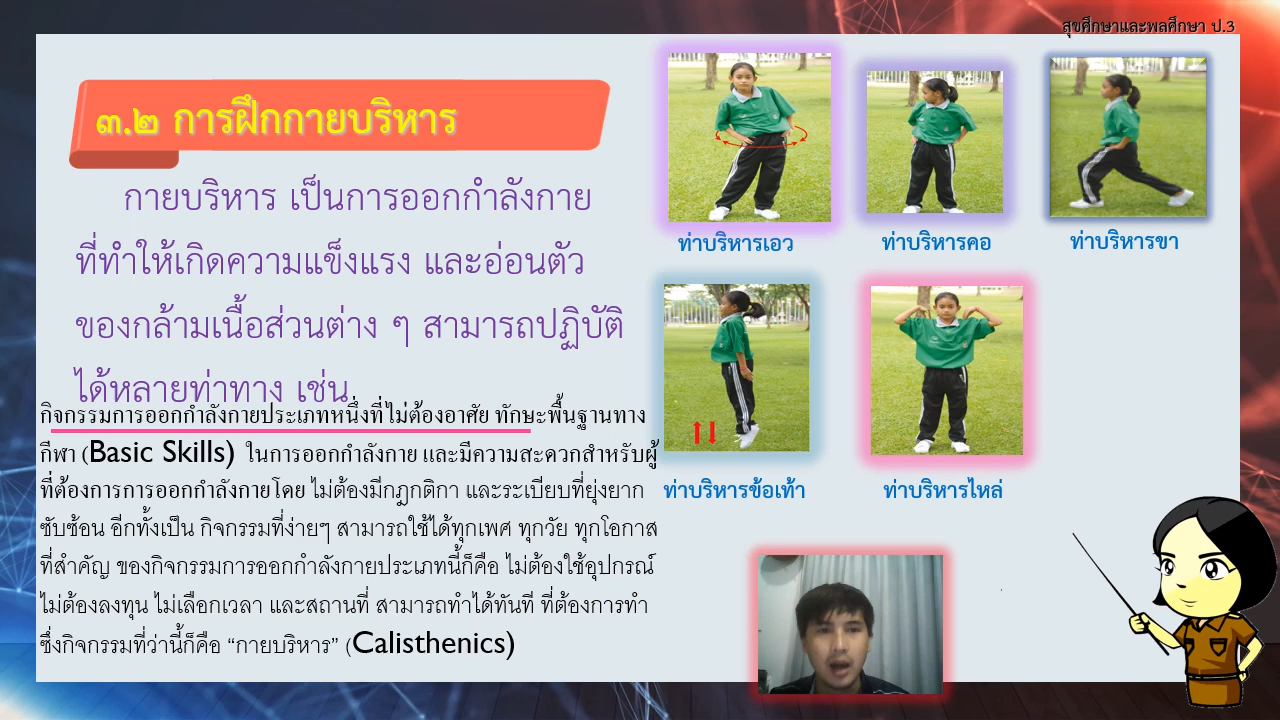 สุขศึกษาและพลศึกษา ป.3
๓.๒ การฝึกกายบริหาร
กายบริหาร เป็นการออกกำลังกาย
ที่ทำให้เกิดความแข็งแรง และอ่อนตัว
ของกล้ามเนื้อส่วนต่าง ๆ สามารถปฏิบัติ
ได้หลายท่าทาง เช่น
กิจกรรมการออกกำลังกายประเภทหนึ่งที่ไม่ต้องอาศัย ทักษะพื้นฐานทาง
กีฬา (Basic Skills) ในการออกกำลังกาย และมีความสะดวกสำหรับผู้
ที่ต้องการการออกกำลังกายโดย ไม่ต้องมีกฎกติกา และระเบียบที่ยุ่งยาก
ซับซ้อน อีกทั้งเป็น กิจกรรมที่ง่ายๆ สามารถใช้ได้ทุกเพศ ทุกวัย ทุกโอกาส
ที่สำคัญ ของกิจกรรมการออกกำลังกายประเภทนี้ก็คือ ไม่ต้องใช้อุปกรณ์
ไม่ต้องลงทุน ไม่เลือกเวลา และสถานที่ สามารถทำได้ทันที ที่ต้องการทำ
ซึ่งกิจกรรมที่ว่านี้ก็คือ “กายบริหาร” (Calisthenics)
ท่าบริหารเอว
ท่าบริหารคอ
ท่าบริหารขา
ท่าบริหารข้อเท้า
ท่าบริหารไหล่